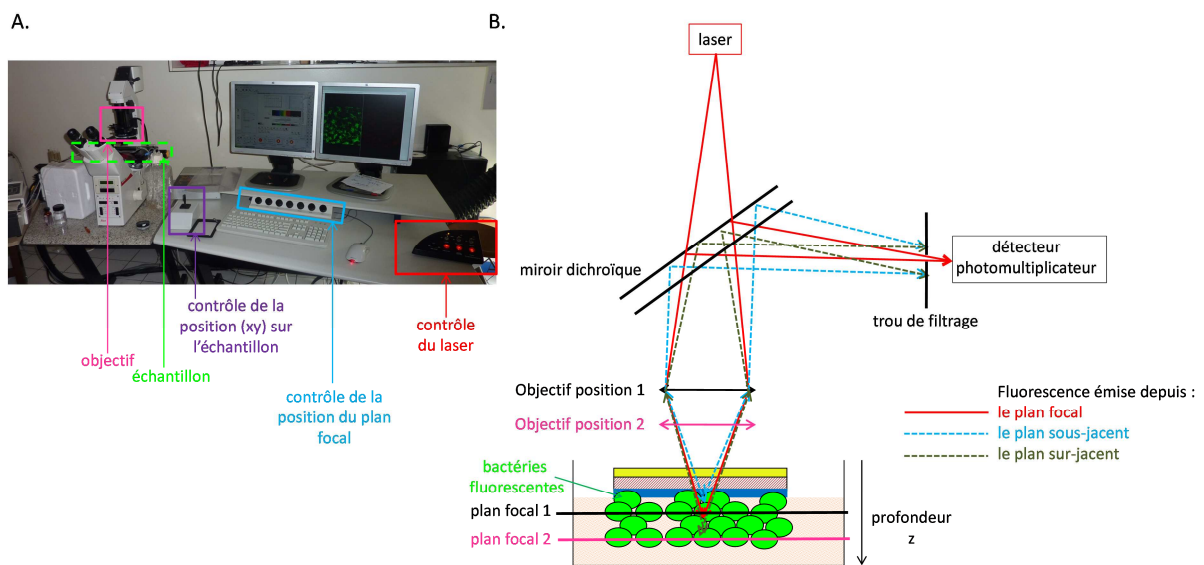 A.
contrôle de la
position (xy) sur
l'échantillon
objectif
échantillon
contrôle de la
position du plan
focal
contrôle
du laser
B.
laser
miroir dichroïque
détecteur
photomultiplicateur
trou de filtrage
Objectif position 1
Objectif position 2
Fluorescence émise depuis :
le plan focal
le plan sous-jacent
le plan sur-jacent
bactéries
fluorescentes
plan focal 1
plan focal 2
profondeur
z